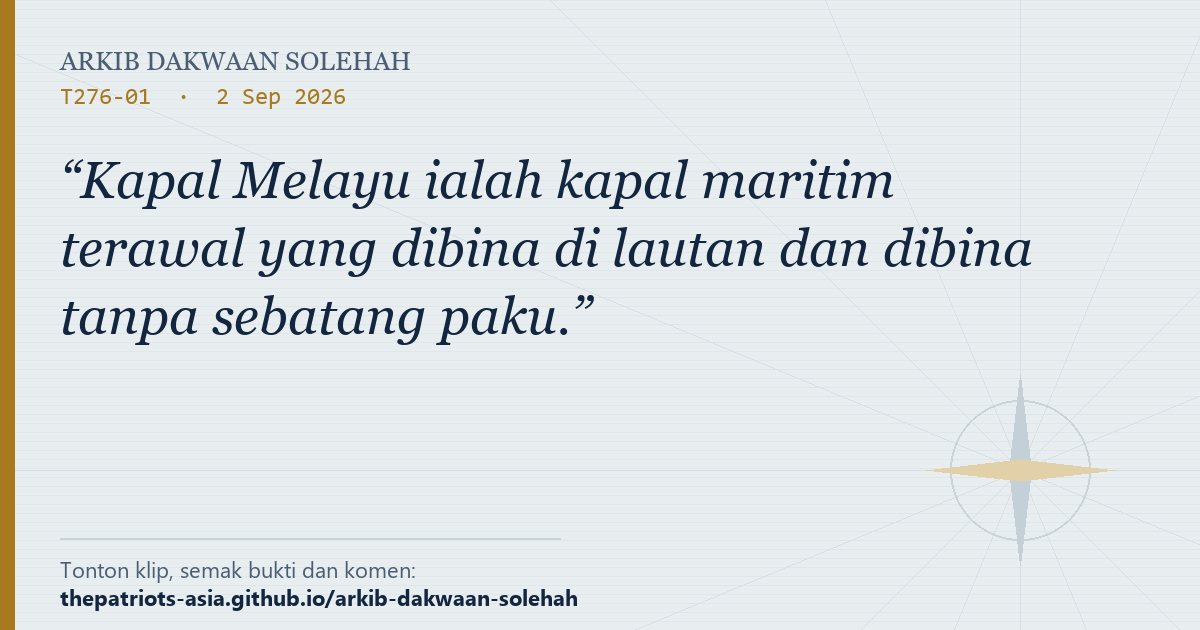 ARKIB DAKWAAN SOLEHAH
T276-01 · 2 Sep 2026
“Kapal Melayu ialah kapal maritim
terawal yang dibina di lautan dan dibina
tanpa sebatang paku.”
Tonton klip, semak bukti dan komen:
thepatriots-asia.github.io/arkib-dakwaan-solehah